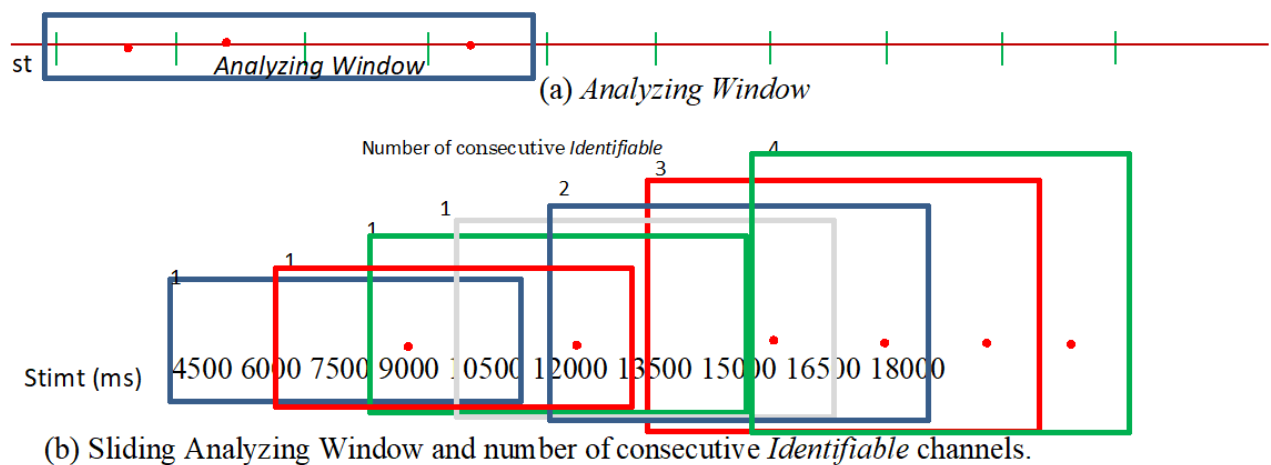 st
Analyzing Window
(a) Analyzing Window
Number of consecutive Identifiable
4
3
2
1
1
1
1
4500 6000 7500 9000 10500 12000 13500 15000 16500 18000
Stimt (ms)
(b) Sliding Analyzing Window and number of consecutive Identifiable channels.